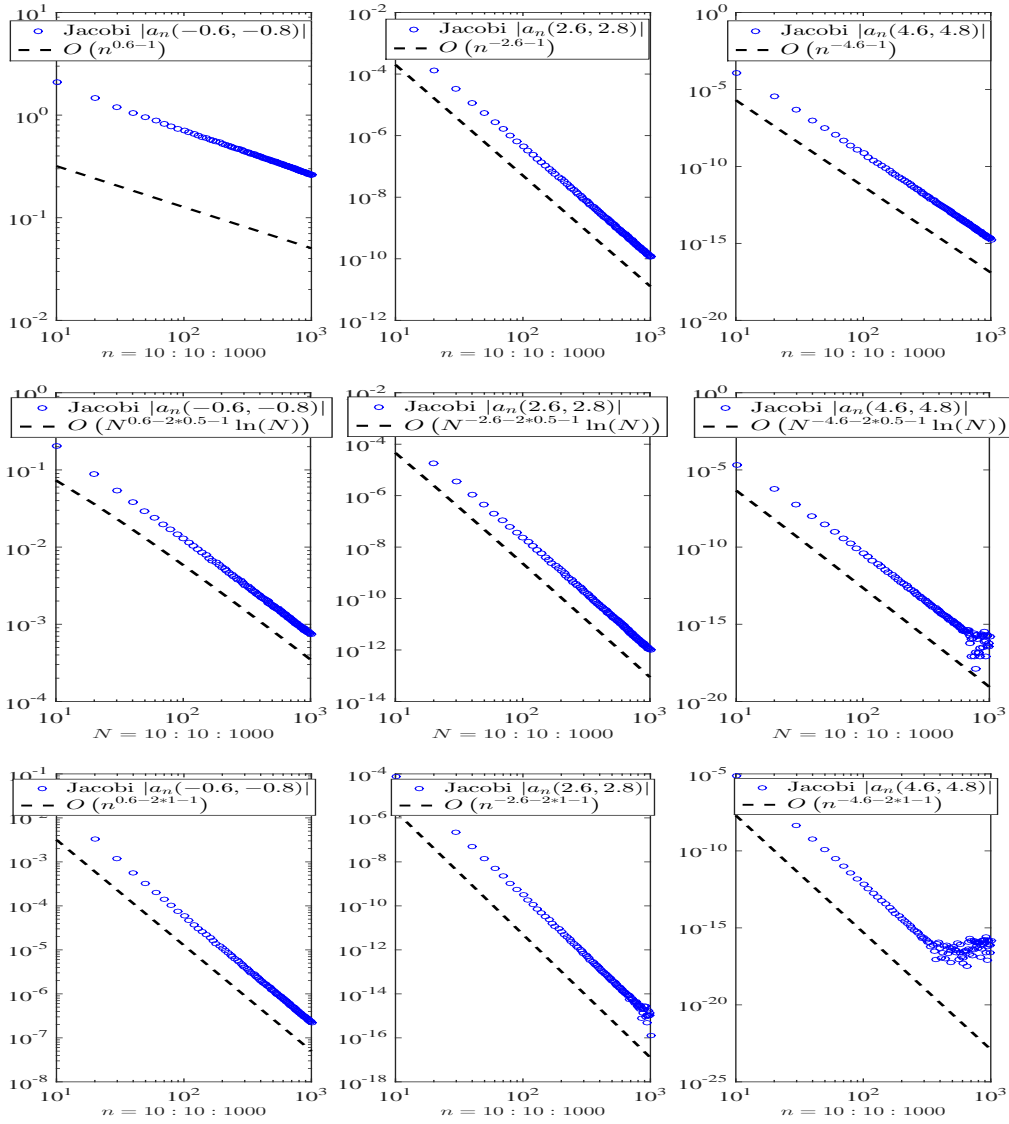 10^1
Jacobi |a_n(−0.6, −0.8)|
O (n^{0.6−1})
10^0
10^{-1}
10^{-2}
10^1 10^2 10^3
n = 10 : 10 : 1000
10^{-2}
Jacobi |a_n(2.6, 2.8)|
O (n^{−2.6−1})
10^{-4}
10^{-6}
10^{-8}
10^{-10}
10^{-12}
10^1 10^2 10^3
n = 10 : 10 : 1000
10^0
Jacobi |a_n(4.6, 4.8)|
O (n^{−4.6−1})
10^{-5}
10^{-10}
10^{-15}
10^{-20}
10^1 10^2 10^3
n = 10 : 10 : 1000
10^0
Jacobi |a_n(−0.6, −0.8)|
O (N^{0.6−2*0.5−1} ln(N))
10^{-1}
10^{-2}
10^{-3}
10^{-4}
10^1 10^2 10^3
N = 10 : 10 : 1000
10^{-2}
Jacobi |a_n(2.6, 2.8)|
O (N^{−2.6−2*0.5−1} ln(N))
10^{-4}
10^{-6}
10^{-8}
10^{-10}
10^{-12}
10^{-14}
10^1 10^2 10^3
N = 10 : 10 : 1000
10^0
Jacobi |a_n(4.6, 4.8)|
O (N^{−4.6−2*0.5−1} ln(N))
10^{-5}
10^{-10}
10^{-15}
10^{-20}
10^1 10^2 10^3
N = 10 : 10 : 1000
10^{-1}
Jacobi |a_n(−0.6, −0.8)|
O (n^{0.6−2*1−1})
10^{-2}
10^{-3}
10^{-4}
10^{-5}
10^{-6}
10^{-7}
10^{-8}
10^1 10^2 10^3
n = 10 : 10 : 1000
10^{-4}
Jacobi |a_n(2.6, 2.8)|
O (n^{−2.6−2*1−1})
10^{-6}
10^{-8}
10^{-10}
10^{-12}
10^{-14}
10^{-16}
10^{-18}
10^1 10^2 10^3
n = 10 : 10 : 1000
10^{-5}
Jacobi |a_n(4.6, 4.8)|
O (n^{−4.6−2*1−1})
10^{-10}
10^{-15}
10^{-20}
10^{-25}
10^1 10^2 10^3
n = 10 : 10 : 1000